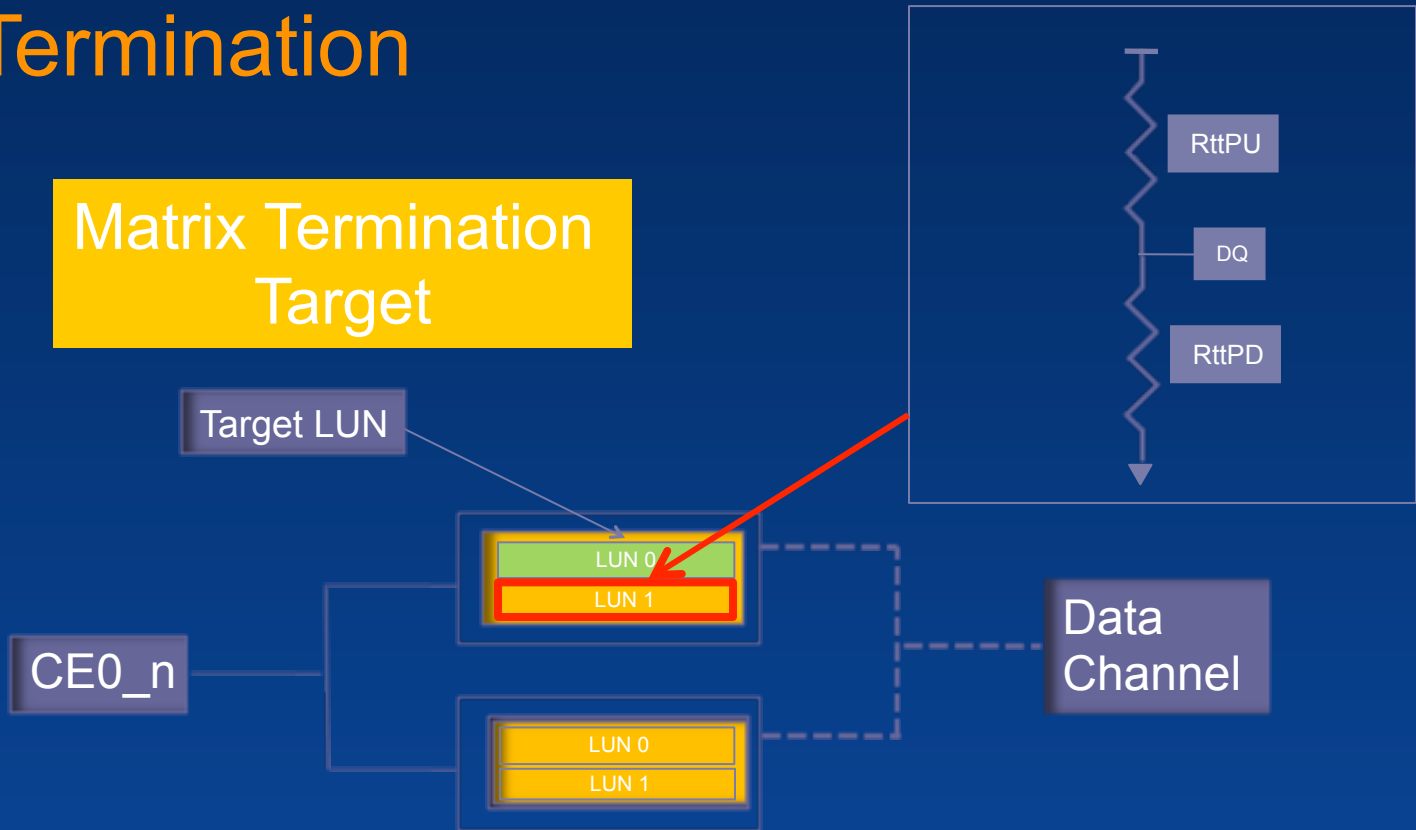 Termination
Matrix Termination
Target
RttPU
DQ
RttPD
Target LUN
LUN 0
LUN 1
CE0_n
Data
Channel
LUN 0
LUN 1